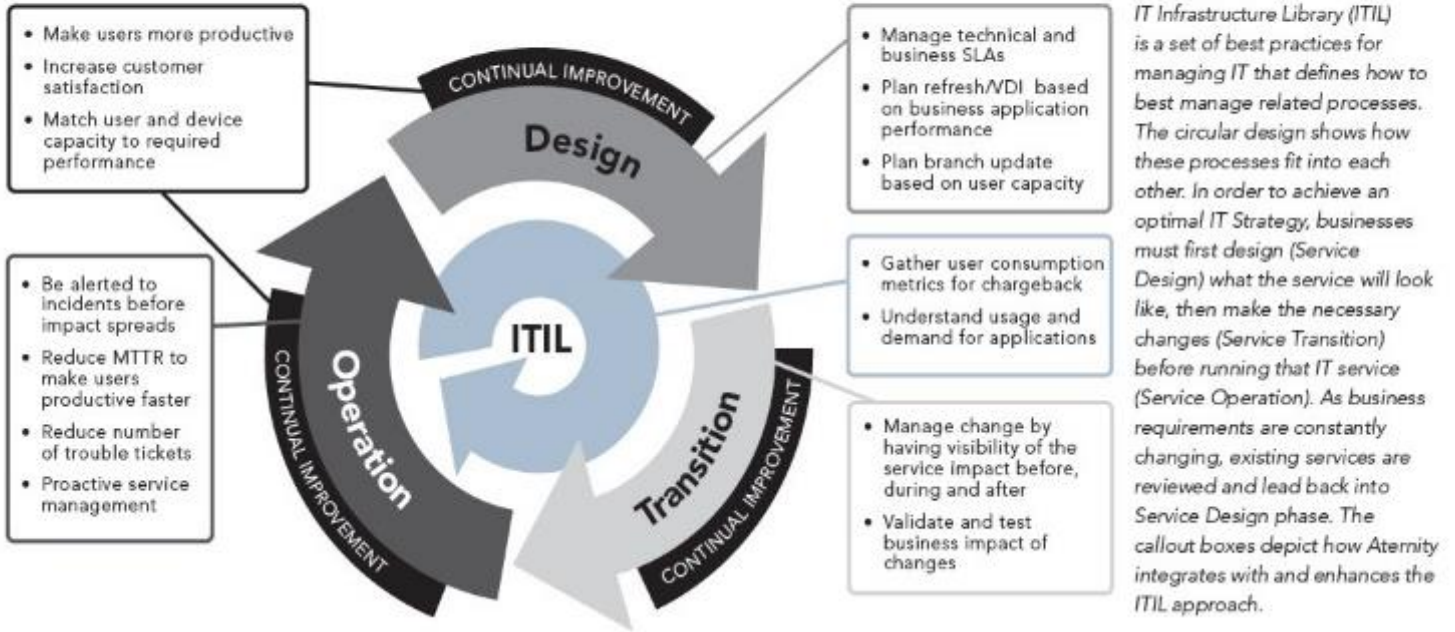 • Make users more productive
• Increase customer
satisfaction
• Match user and device
capacity to required
performance
• Be alerted to
incidents before
impact spreads
• Reduce MTTR to
make users
productive faster
• Reduce number
of trouble tickets
• Proactive service
management
CONTINUAL IMPROVEMENT
Design
ITIL
Operation
CONTINUAL IMPROVEMENT
Transition
CONTINUAL IMPROVEMENT
• Manage technical and
business SLAs
• Plan refresh/VDI based
on business application
performance
• Plan branch update
based on user capacity
• Gather user consumption
metrics for chargeback
• Understand usage and
demand for applications
• Manage change by
having visibility of the
service impact before,
during and after
• Validate and test
business impact of
changes
IT Infrastructure Library (ITIL)
is a set of best practices for
managing IT that defines how to
best manage related processes.
The circular design shows how
these processes fit into each
other. In order to achieve an
optimal IT Strategy, businesses
must first design (Service
Design) what the service will look
like, then make the necessary
changes (Service Transition)
before running that IT service
(Service Operation). As business
requirements are constantly
changing, existing services are
reviewed and lead back into
Service Design phase. The
callout boxes depict how Aternity
integrates with and enhances the
ITIL approach.